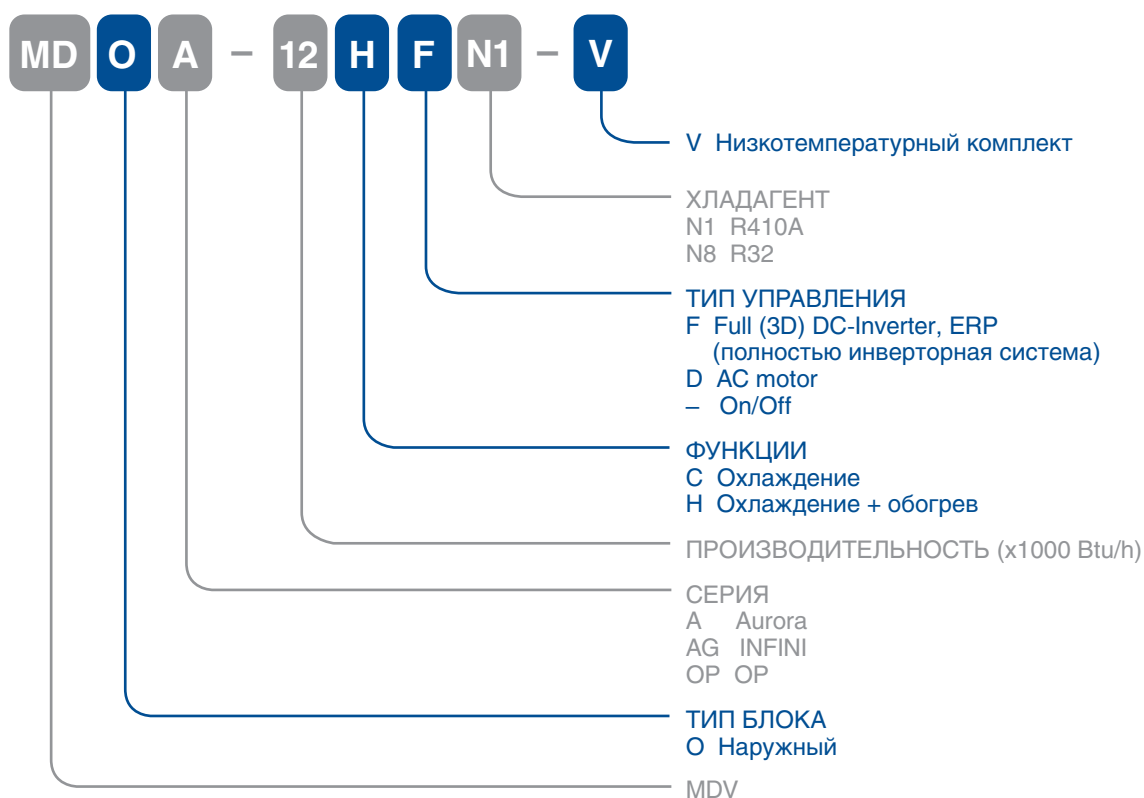 MD O A – 12 H F N1 – V
V Низкотемпературный комплект
ХЛАДАГЕНТ
N1 R410A
N8 R32
ТИП УПРАВЛЕНИЯ
F Full (3D) DC-Inverter, ERP
(полностью инверторная система)
D AC motor
– On/Off
ФУНКЦИИ
C Охлаждение
H Охлаждение + обогрев
ПРОИЗВОДИТЕЛЬНОСТЬ (x1000 Btu/h)
СЕРИЯ
A Aurora
AG INFINI
OP OP
ТИП БЛОКА
O Наружный
MDV